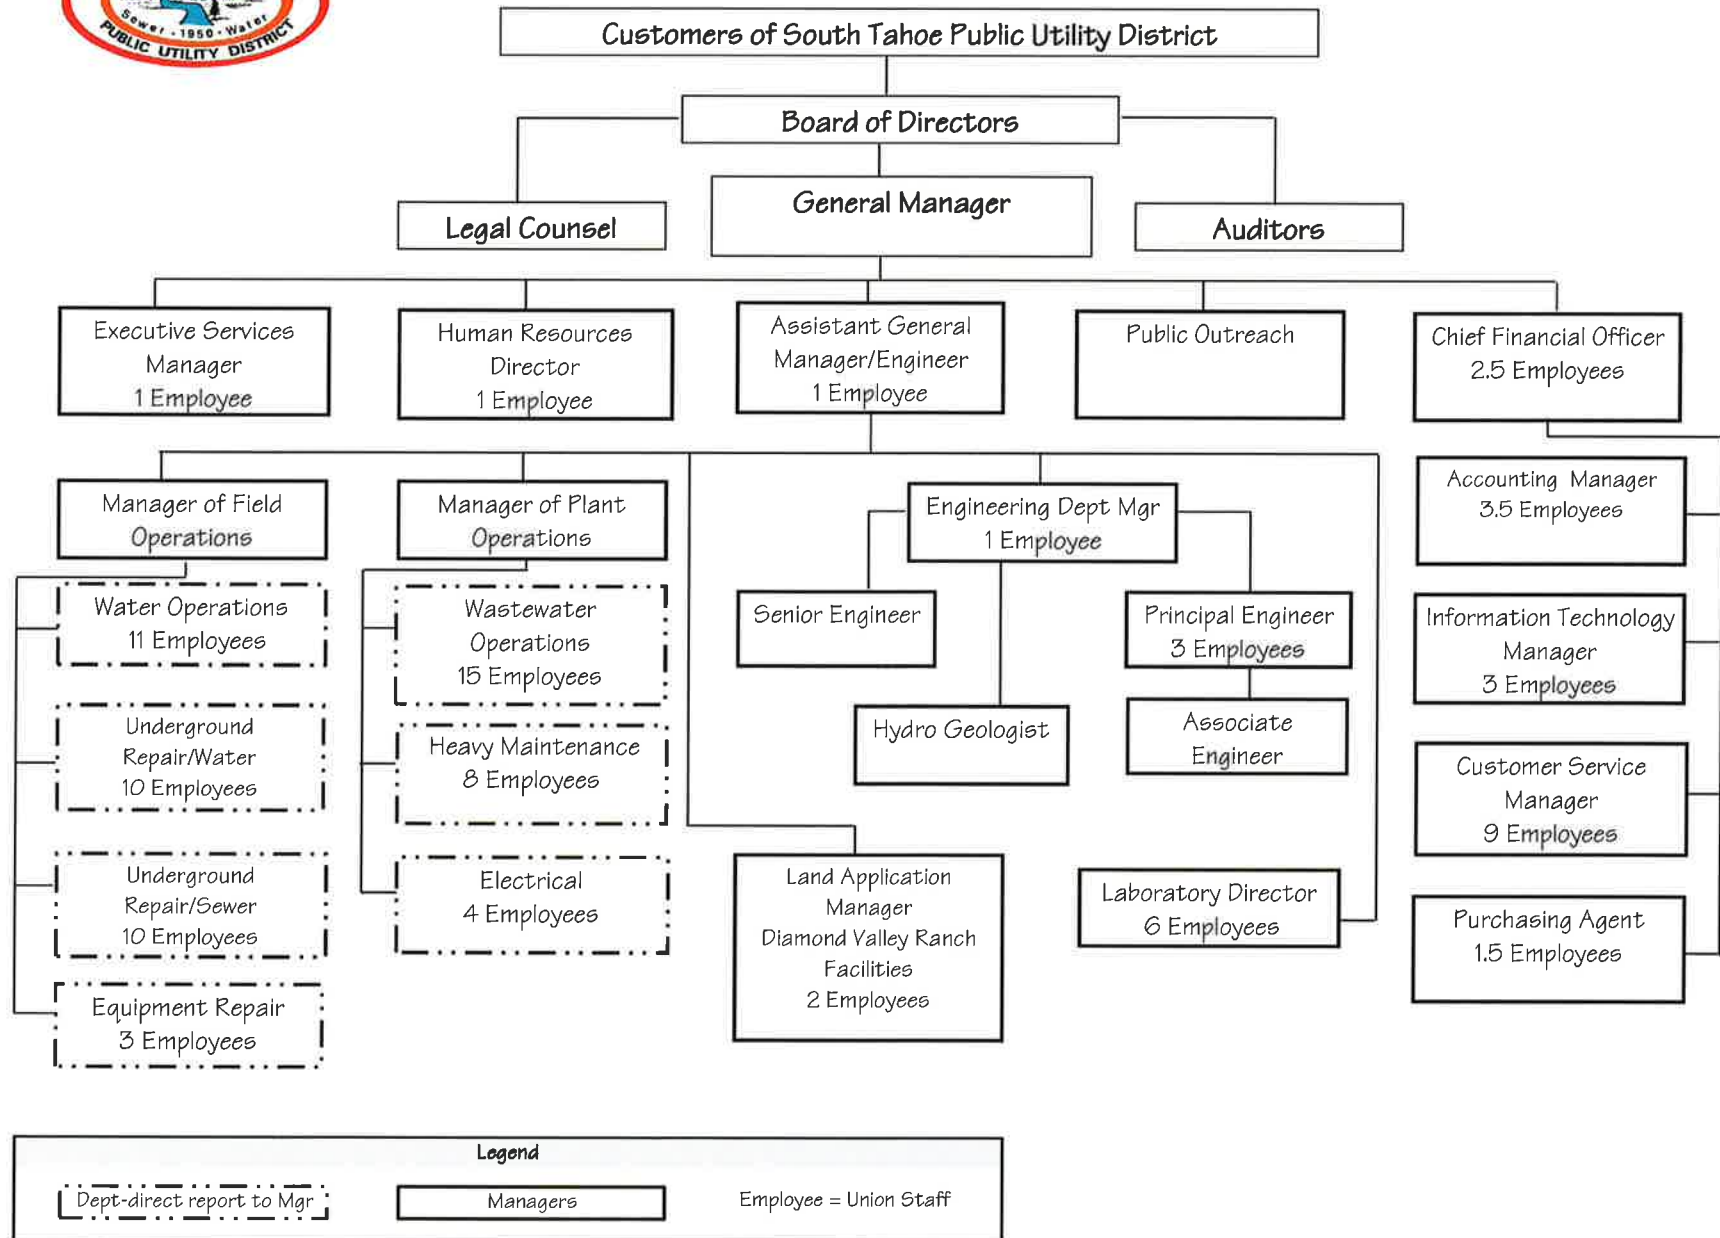 Sewer - 1950 - Water
PUBLIC UTILITY DISTRICT
Customers of South Tahoe Public Utility District
Board of Directors
Legal Counsel
General Manager
Auditors
Executive Services
Manager
1 Employee
Human Resources
Director
1 Employee
Assistant General
Manager/Engineer
1 Employee
Public Outreach
Chief Financial Officer
2.5 Employees
Manager of Field
Operations
Manager of Plant
Operations
Engineering Dept Mgr
1 Employee
Accounting Manager
3.5 Employees
Water Operations
11 Employees
Wastewater
Operations
15 Employees
Senior Engineer
Principal Engineer
3 Employees
Information Technology
Manager
3 Employees
Underground
Repair/Water
10 Employees
Heavy Maintenance
8 Employees
Hydro Geologist
Associate
Engineer
Customer Service
Manager
9 Employees
Underground
Repair/Sewer
10 Employees
Electrical
4 Employees
Land Application
Manager
Diamond Valley Ranch
Facilities
2 Employees
Laboratory Director
6 Employees
Purchasing Agent
1.5 Employees
Equipment Repair
3 Employees
Legend
Dept-direct report to Mgr
Managers
Employee = Union Staff